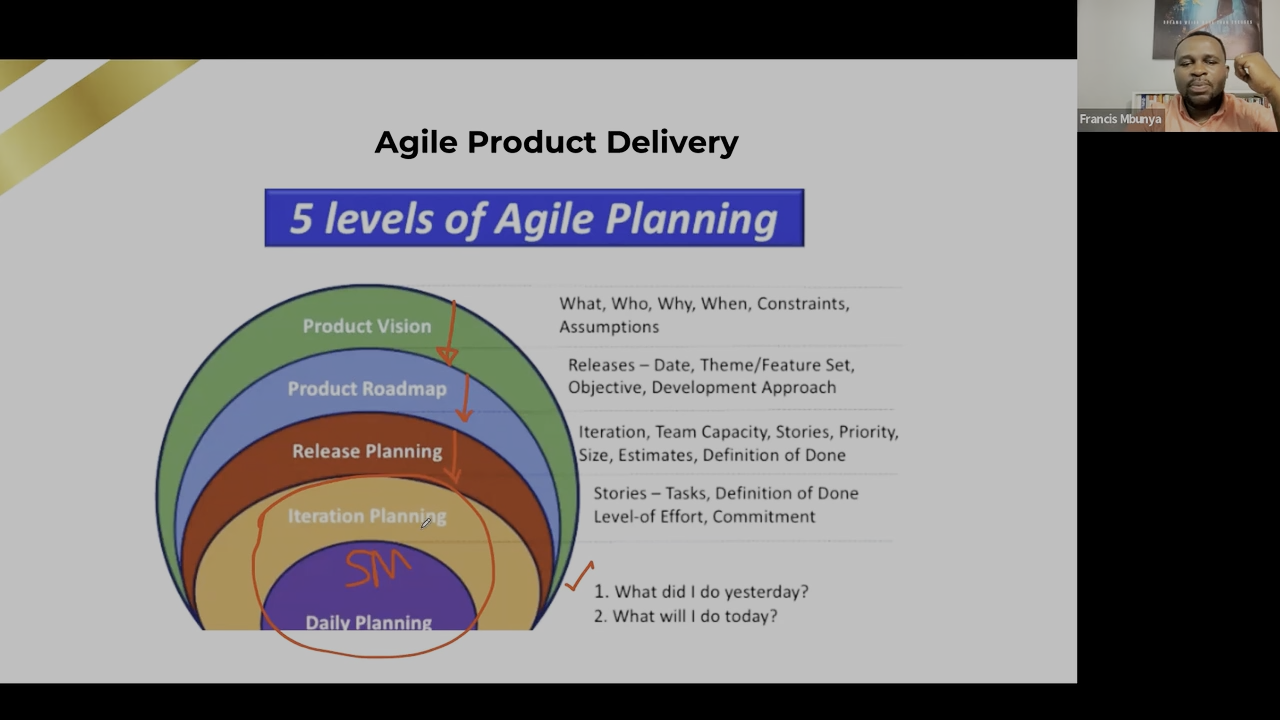 Agile Product Delivery
5 levels of Agile Planning
Product Vision
What, Who, Why, When, Constraints,
Assumptions
Product Roadmap
Releases – Date, Theme/Feature Set,
Objective, Development Approach
Release Planning
Iteration, Team Capacity, Stories, Priority,
Size, Estimates, Definition of Done
Iteration Planning
Stories – Tasks, Definition of Done
Level-of Effort, Commitment
SM
Daily Planning
1. What did I do yesterday?
2. What will I do today?
Francis Mbunya